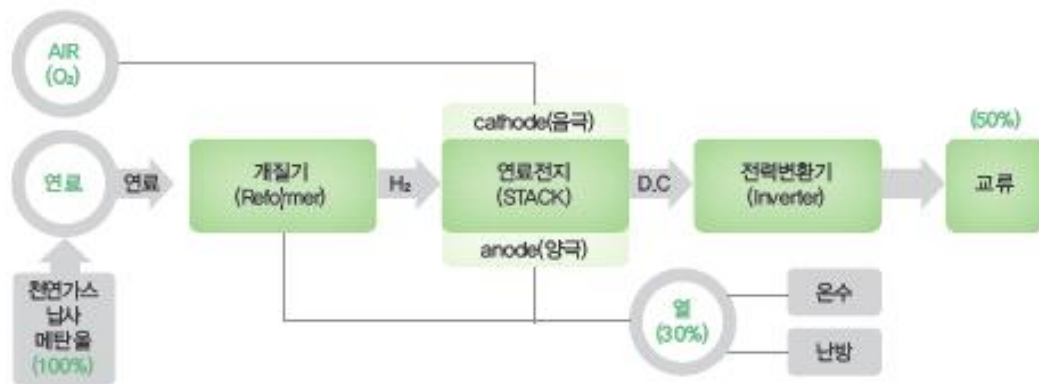 AIR
(O₂)
cathode(음극)
(50%)
연료
연료
개질기
(Reformer)
H₂
연료전지
(STACK)
D.C
전력변환기
(Inverter)
교류
anode(양극)
천연가스
납사
메탄올
(100%)
열
(30%)
온수
난방